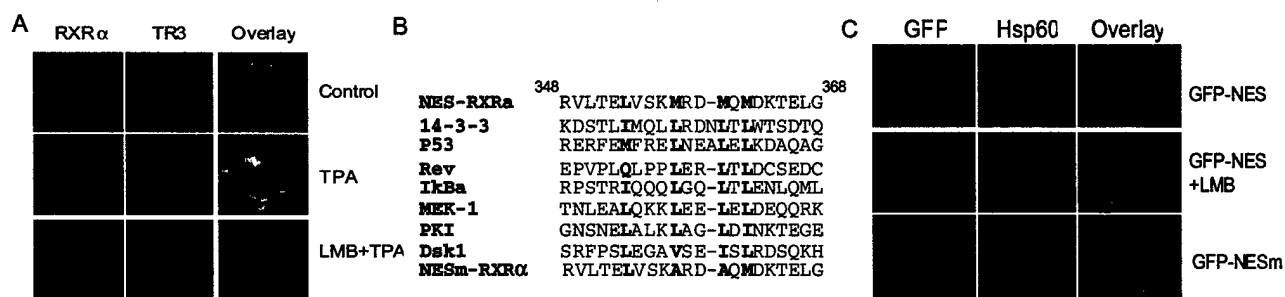 A
RXRα TR3 Overlay
Control
TPA
LMB+TPA
B
348 368
NES-RXRa RVLTELVSKMRD-MQMDKTELG
14-3-3 KDSTLIMQLLRDNLTLWTSDTQ
P53 RERFEMFRELNEALELKDAQAG
Rev EPVPLQLPPLER-LTLDCSEDC
IkBa RPSTRIQQQLGQ-LTLENLQML
MEK-1 TNLEALQKKLEE-LELDEQQRK
PKI GNSNELALKLAG-LDINKTEGE
Dsk1 SRFPSLEGAVSE-ISLRDSQKH
NESm-RXRα RVLTELVSKARD-AQMDKTELG
C
GFP Hsp60 Overlay
GFP-NES
GFP-NES
+LMB
GFP-NESm